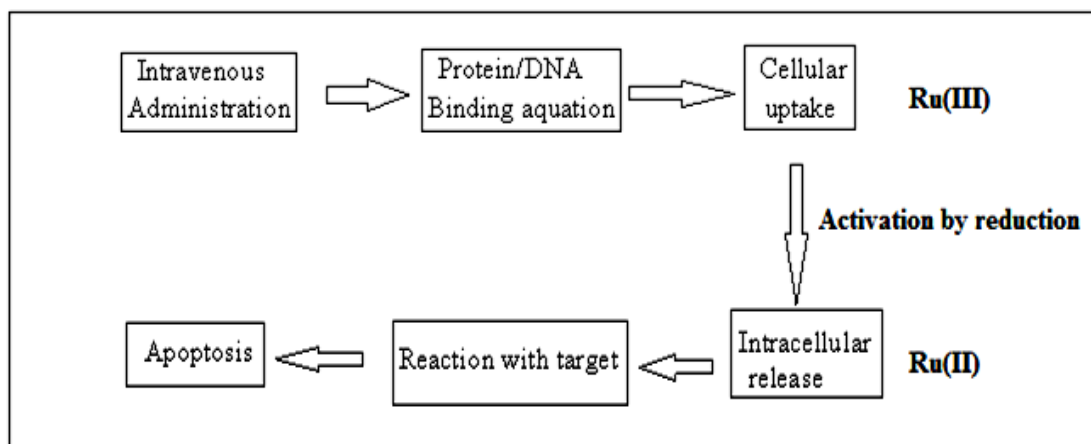 Intravenous
Administration
Protein/DNA
Binding aquation
Cellular
uptake
Ru(III)
Activation by reduction
Apoptosis
Reaction with target
Intracellular
release
Ru(II)